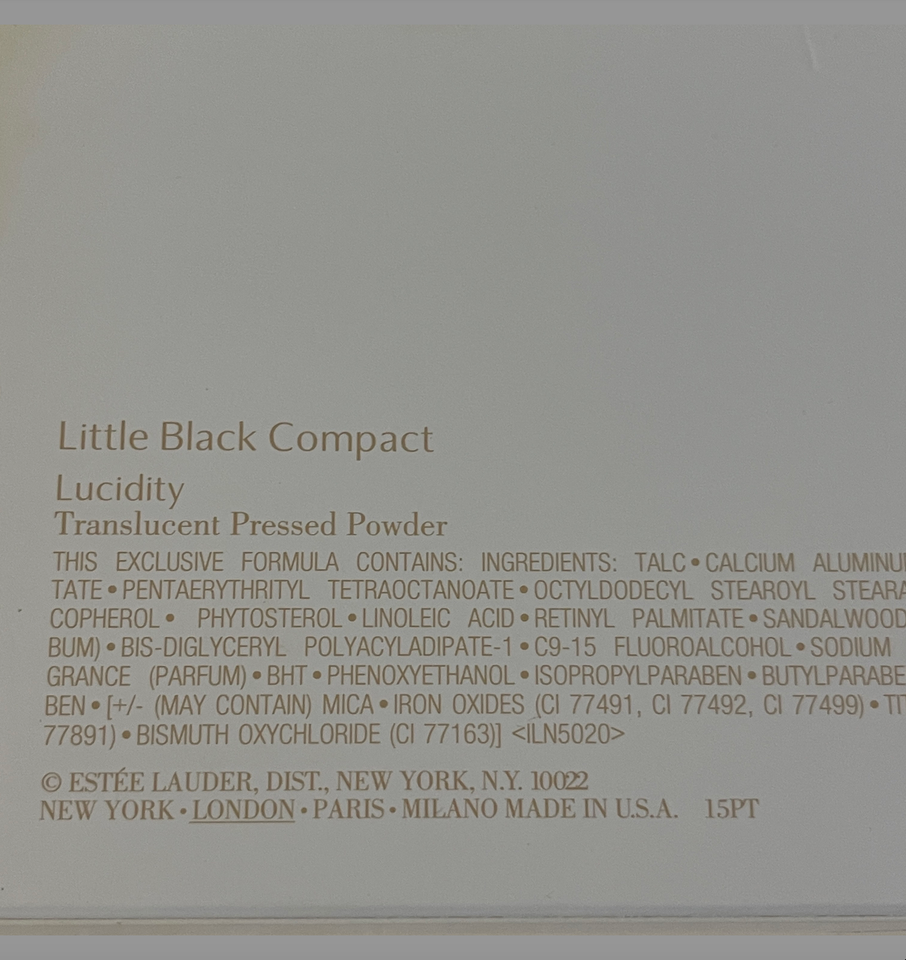 Little Black Compact
Lucidity
Translucent Pressed Powder
THIS EXCLUSIVE FORMULA CONTAINS: INGREDIENTS: TALC • CALCIUM
TATE • PENTAERYTHRITYL TETRAOCTANOATE • OCTYLDODECYL STEAROYL
COPHEROL • PHYTOSTEROL • LINOLEIC ACID • RETINYL PALMITATE • SANDALWOOD
BUM) • BIS-DIGLYCERYL POLYACYLADIPATE-1 • C9-15 FLUOROALCOHOL • SODIUM
GRANCE (PARFUM) • BHT • PHENOXYETHANOL • ISOPROPYLPARABEN •
BEN • [+/- (MAY CONTAIN) MICA • IRON OXIDES (CI 77491, CI 77492, CI 77499) •
77891) • BISMUTH OXYCHLORIDE (CI 77163)] <ILN5020>
© ESTÉE LAUDER, DIST., NEW YORK, N.Y. 10022
NEW YORK • LONDON • PARIS • MILANO MADE IN U.S.A. 15PT